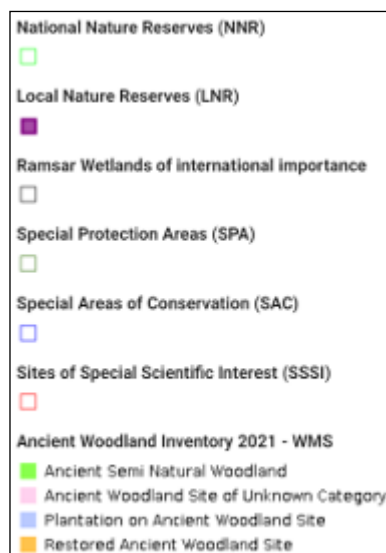 National Nature Reserves (NNR)
Local Nature Reserves (LNR)
Ramsar Wetlands of international importance
Special Protection Areas (SPA)
Special Areas of Conservation (SAC)
Sites of Special Scientific Interest (SSSI)
Ancient Woodland Inventory 2021 - WMS
Ancient Semi Natural Woodland
Ancient Woodland Site of Unknown Category
Plantation on Ancient Woodland Site
Restored Ancient Woodland Site